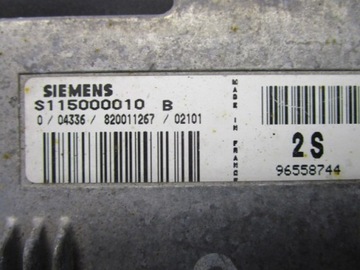 SIEMENS
S115000010 B
0 / 04336 / 820011267 / 02101
MADE IN FRANCE
2S
96558744